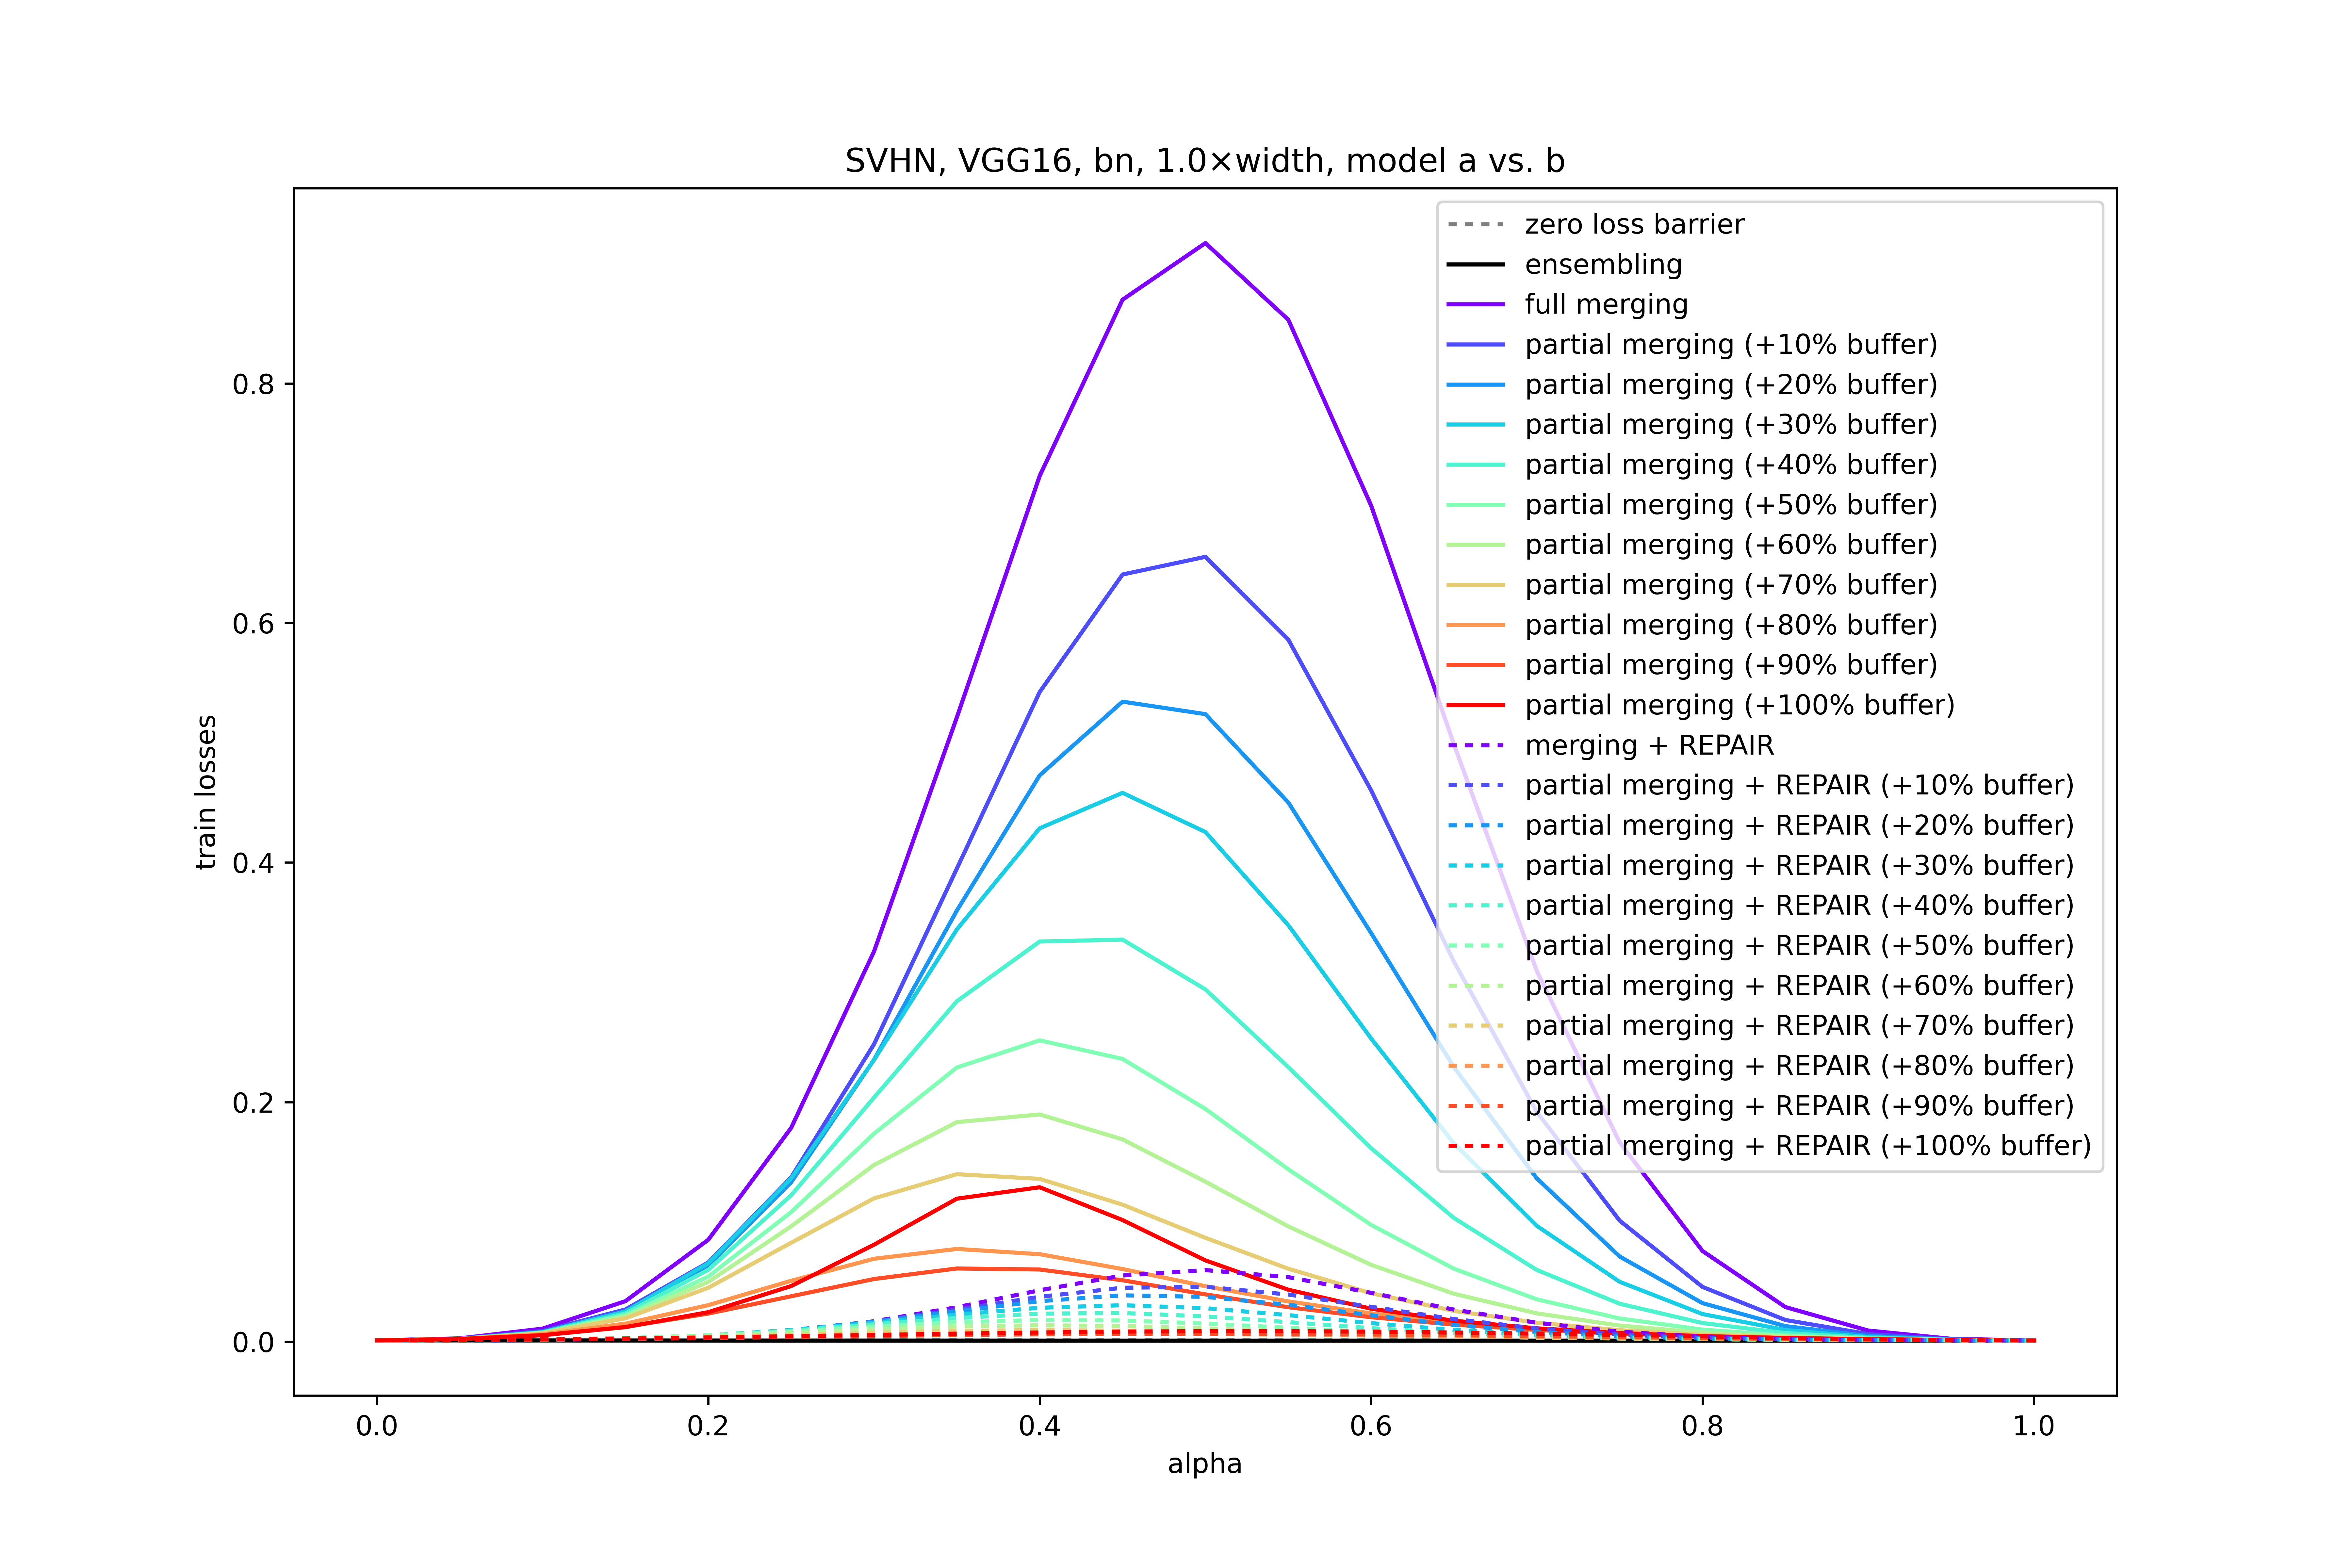 SVHN, VGG16, bn, 1.0×width, model a vs. b
zero loss barrier
ensembling
full merging
partial merging (+10% buffer)
partial merging (+20% buffer)
partial merging (+30% buffer)
partial merging (+40% buffer)
partial merging (+50% buffer)
partial merging (+60% buffer)
partial merging (+70% buffer)
partial merging (+80% buffer)
partial merging (+90% buffer)
partial merging (+100% buffer)
merging + REPAIR
partial merging + REPAIR (+10% buffer)
partial merging + REPAIR (+20% buffer)
partial merging + REPAIR (+30% buffer)
partial merging + REPAIR (+40% buffer)
partial merging + REPAIR (+50% buffer)
partial merging + REPAIR (+60% buffer)
partial merging + REPAIR (+70% buffer)
partial merging + REPAIR (+80% buffer)
partial merging + REPAIR (+90% buffer)
partial merging + REPAIR (+100% buffer)
train losses
0.8
0.6
0.4
0.2
0.0
0.0 0.2 0.4 0.6 0.8 1.0
alpha